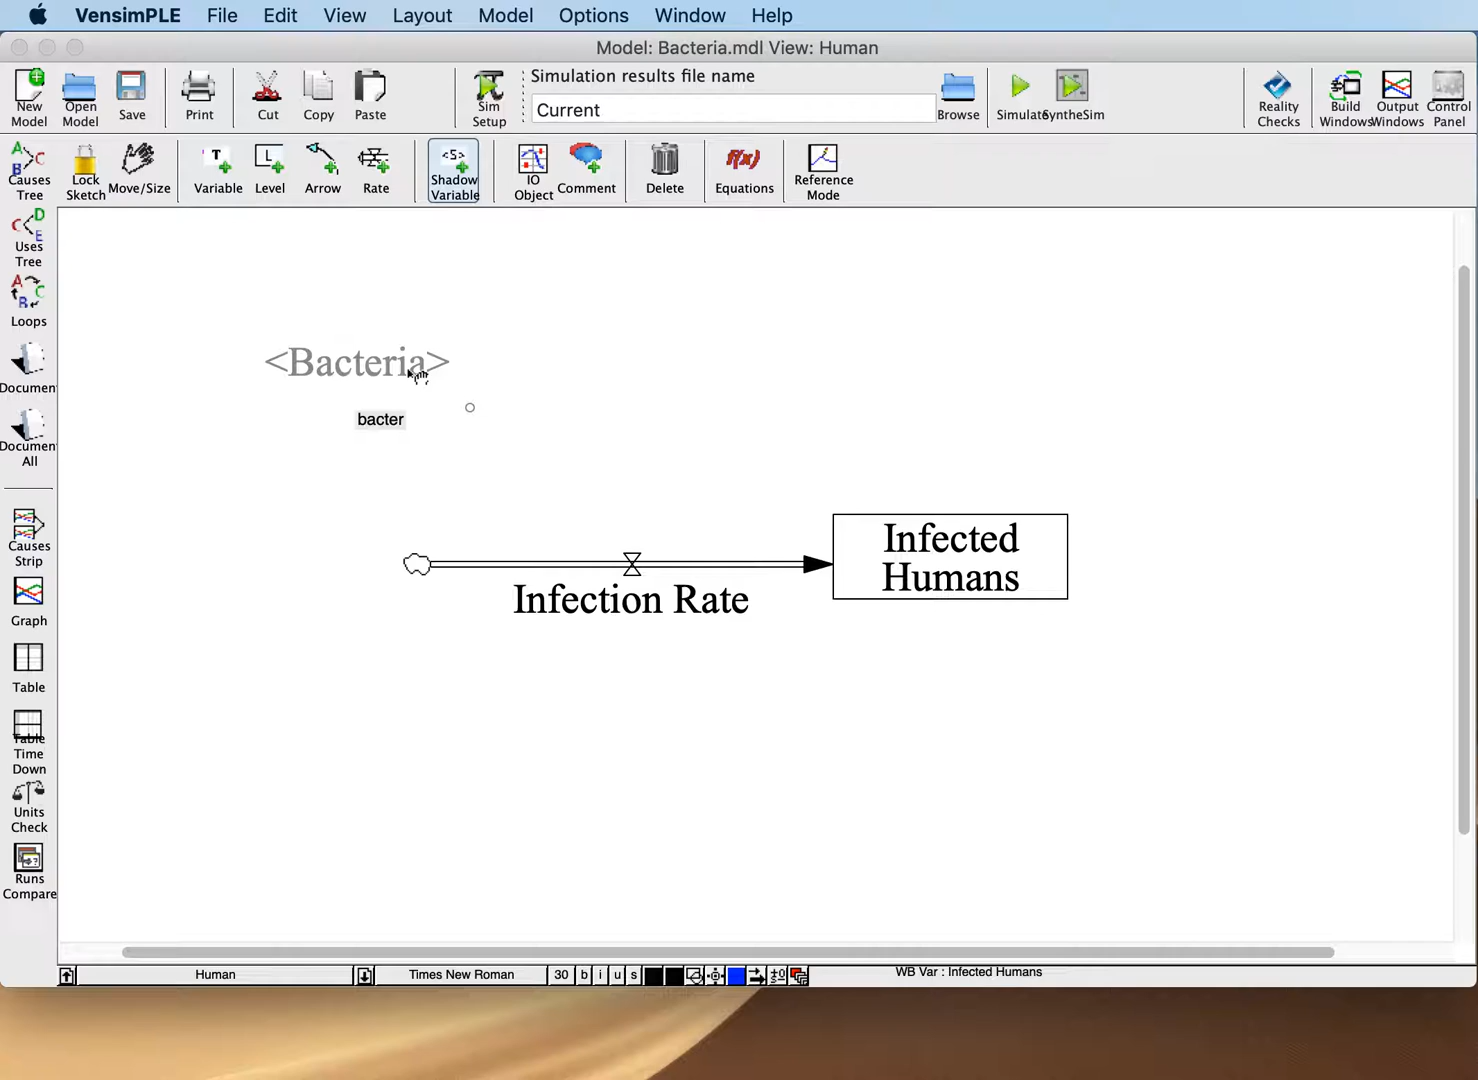 VensimPLE File Edit View Layout Model Options Window Help
Model: Bacteria.mdl View: Human
New Model
Open Model
Save
Print
Cut
Copy
Paste
Sim Setup
Simulation results file name
Current
Browse
Simulate
SyntheSim
Reality Checks
Build Windows
Output Windows
Control Panel
Causes Tree
Lock Sketch
Move/Size
Variable
Level
Arrow
Rate
Shadow Variable
IO Object
Comment
Delete
Equations
Reference Mode
Uses Tree
Loops
Documen
Documen All
Causes Strip
Graph
Table
Table Time Down
Units Check
Runs Compare
<Bacteria>
bacter
Infection Rate
Infected
Humans
Human
Times New Roman
30 b i u s
WB Var : Infected Humans